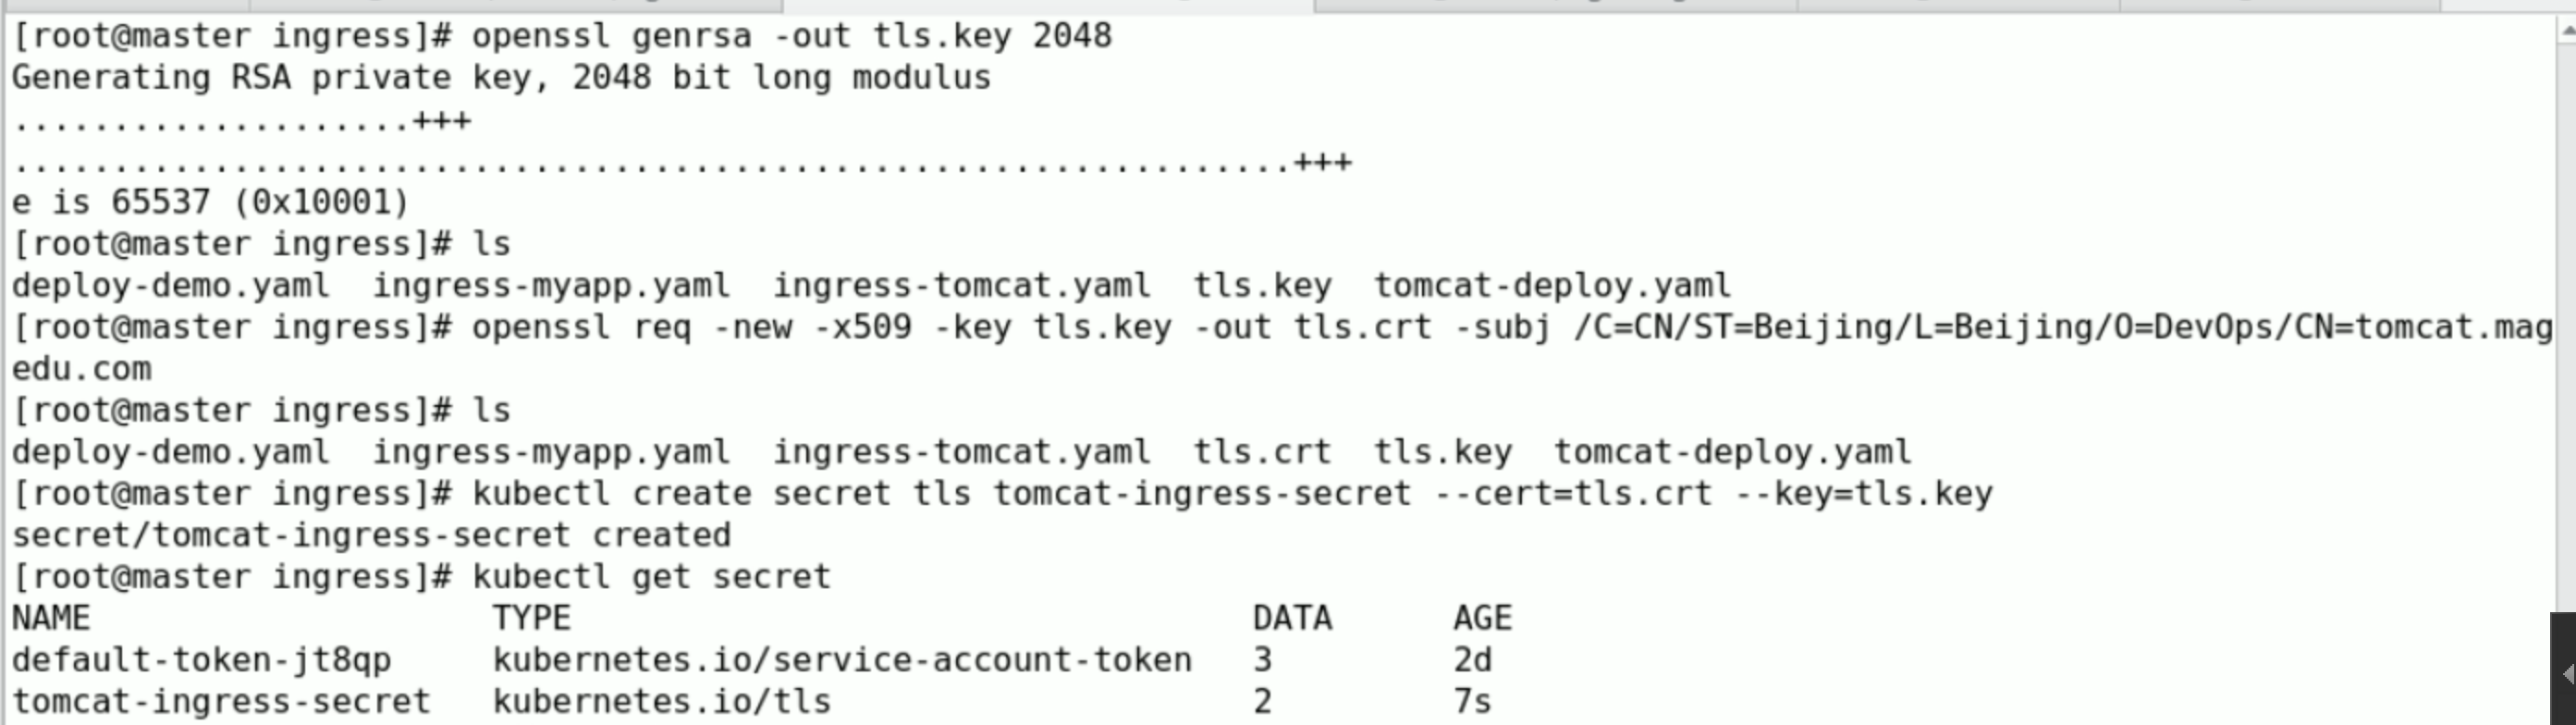 [root@master ingress]# openssl genrsa -out tls.key 2048
Generating RSA private key, 2048 bit long modulus
....................+++
................................................................+++
e is 65537 (0x10001)
[root@master ingress]# ls
deploy-demo.yaml  ingress-myapp.yaml  ingress-tomcat.yaml  tls.key  tomcat-deploy.yaml
[root@master ingress]# openssl req -new -x509 -key tls.key -out tls.crt -subj /C=CN/ST=Beijing/L=Beijing/O=DevOps/CN=tomcat.mag
edu.com
[root@master ingress]# ls
deploy-demo.yaml  ingress-myapp.yaml  ingress-tomcat.yaml  tls.crt  tls.key  tomcat-deploy.yaml
[root@master ingress]# kubectl create secret tls tomcat-ingress-secret --cert=tls.crt --key=tls.key
secret/tomcat-ingress-secret created
[root@master ingress]# kubectl get secret
NAME                    TYPE                                  DATA      AGE
default-token-jt8qp     kubernetes.io/service-account-token   3         2d
tomcat-ingress-secret   kubernetes.io/tls                     2         7s